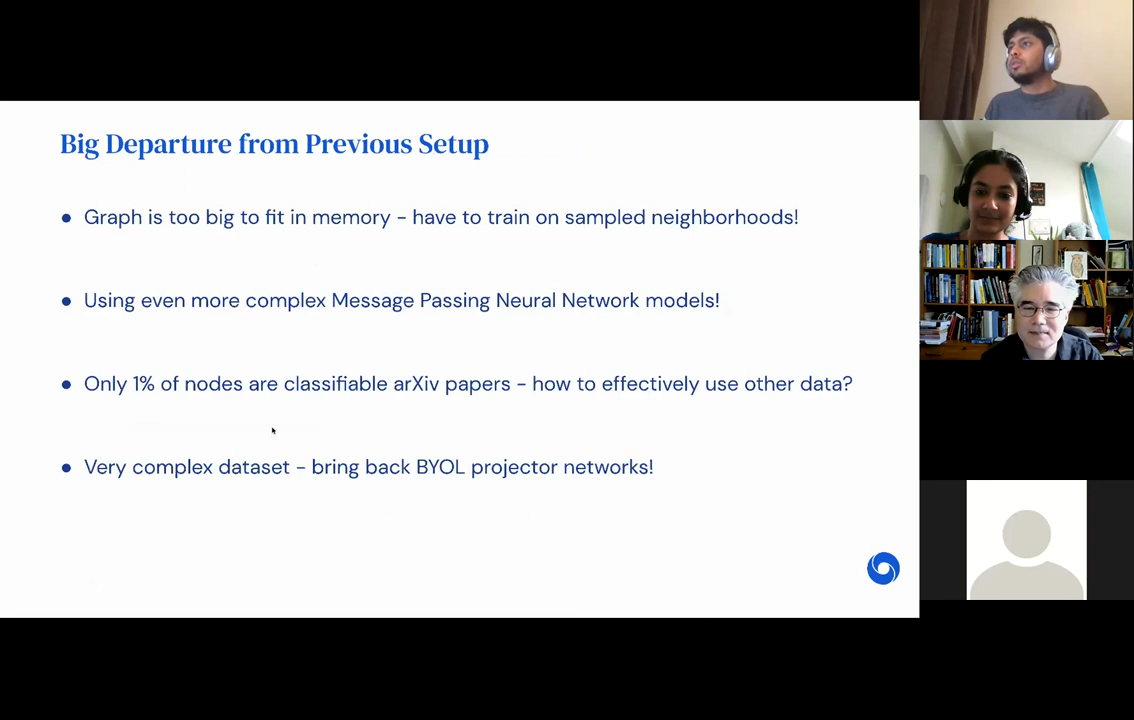 Big Departure from Previous Setup
● Graph is too big to fit in memory - have to train on sampled neighborhoods!
● Using even more complex Message Passing Neural Network models!
● Only 1% of nodes are classifiable arXiv papers - how to effectively use other data?
● Very complex dataset - bring back BYOL projector networks!